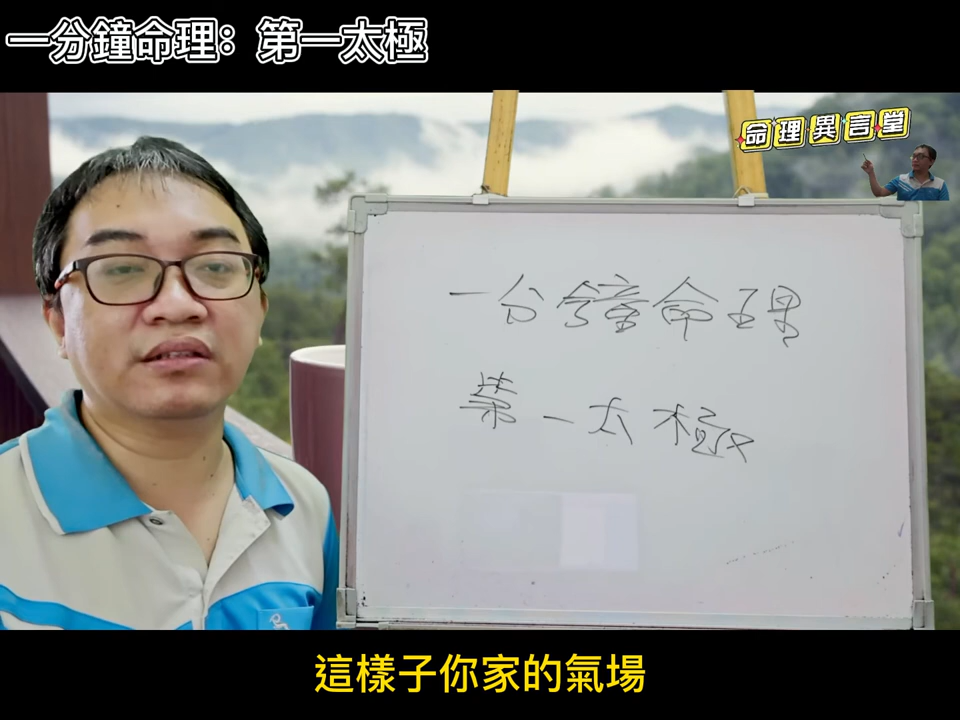 一分鐘命理：第一太極
命理異言堂
一分鐘命理
第一太極
這樣子你家的氣場